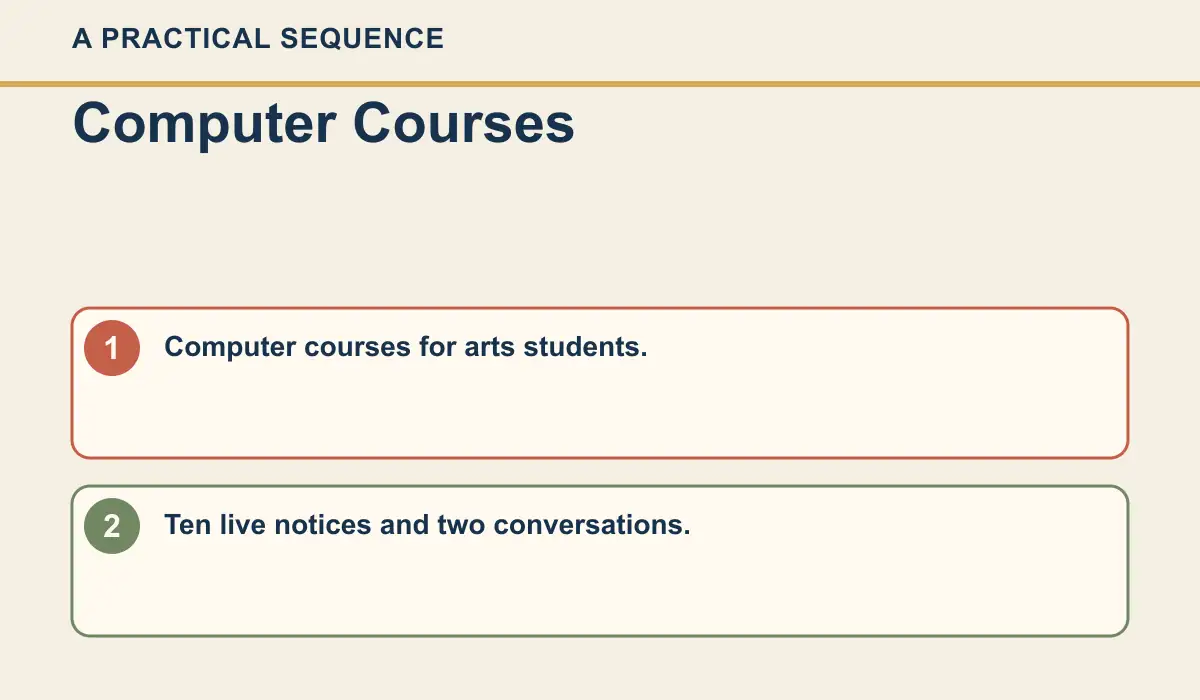 A PRACTICAL SEQUENCE
Computer Courses
1
Computer courses for arts students.
2
Ten live notices and two conversations.